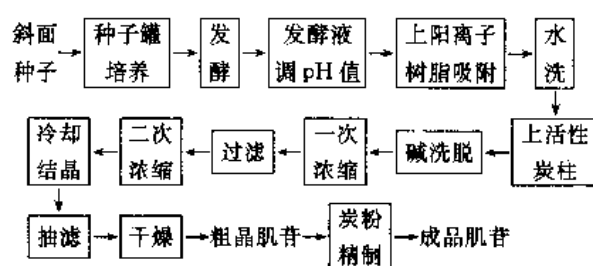 斜面
种子
种子罐
培养
发
酵
发酵液
调pH值
上阳离子
树脂吸附
水
洗
上活性
炭柱
碱洗脱
一次
浓缩
过滤
二次
浓缩
冷却
结晶
抽滤
干燥
粗晶肌苷
炭粉
精制
成品肌苷